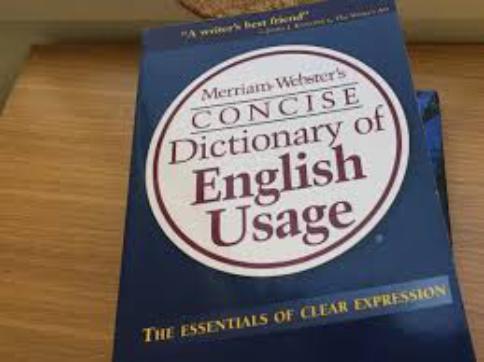 "A writer's best friend"
Merriam-Webster's
CONCISE
Dictionary of
English
Usage
THE ESSENTIALS OF CLEAR EXPRESSION